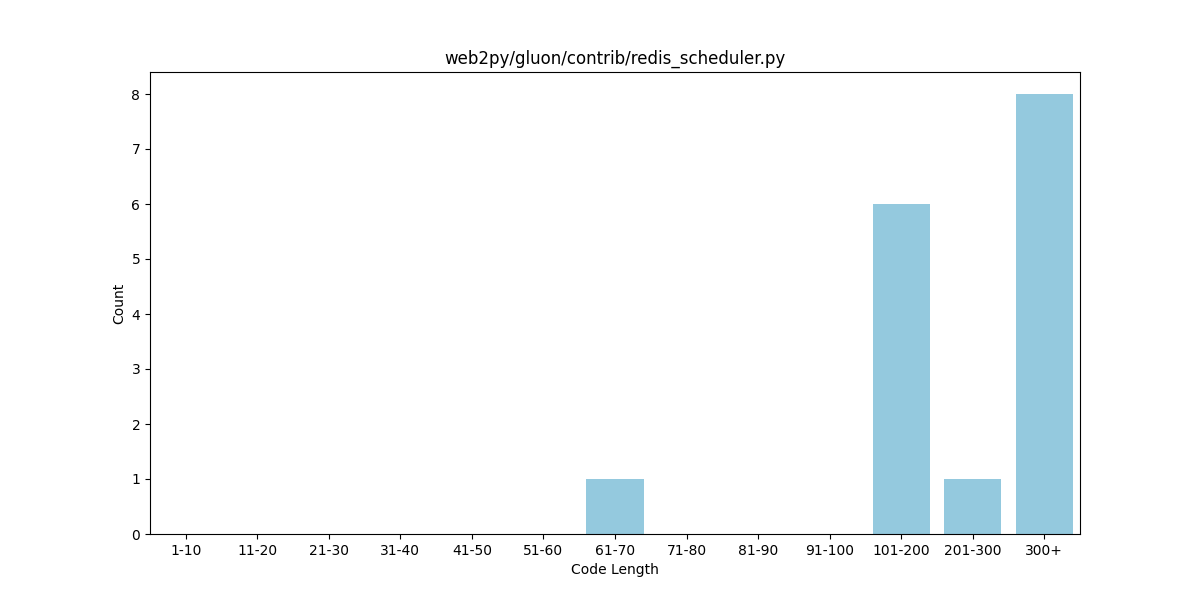 web2py/gluon/contrib/redis_scheduler.py
8
7
6
5
4
3
2
1
0
Count
1-10 11-20 21-30 31-40 41-50 51-60 61-70 71-80 81-90 91-100 101-200 201-300 300+
Code Length